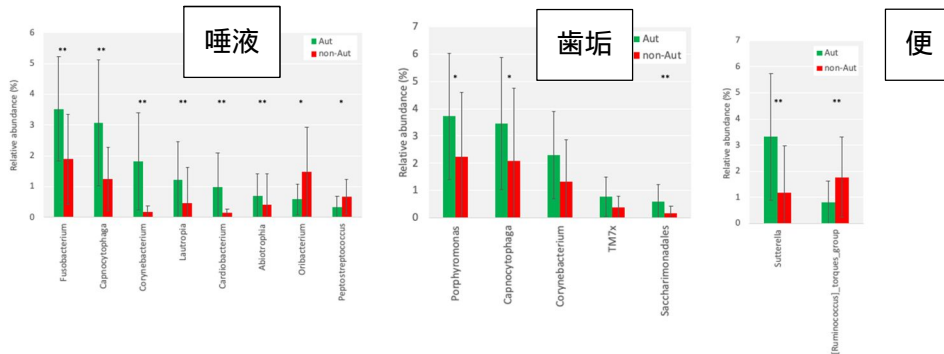 唾液
Aut
non-Aut
Relative abundance (%)
6
5
4
3
2
1
0
**
**
**
**
**
**
*
*
Fusobacterium
Capnocytophaga
Corynebacterium
Lautropia
Cardiobacterium
Abiotrophia
Oribacterium
Peptostreptococcus
歯垢
Aut
non-Aut
Relative abundance (%)
7
6
5
4
3
2
1
0
*
*
**
Porphyromonas
Capnocytophaga
Corynebacterium
TM7x
Saccharimonadales
便
Aut
non-Aut
Relative abundance (%)
7
6
5
4
3
2
1
0
**
**
Sutterella
[Ruminococcus]_torques_group